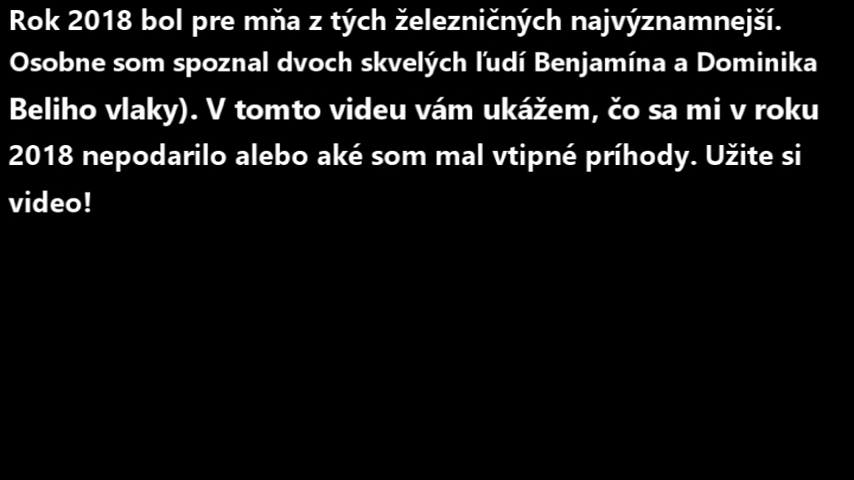 Rok 2018 bol pre mňa z tých železničných najvýznamnejší.
Osobne som spoznal dvoch skvelých ľudí Benjamína a Dominika
Beliho vlaky). V tomto videu vám ukážem, čo sa mi v roku
2018 nepodarilo alebo aké som mal vtipné príhody. Užite si
video!